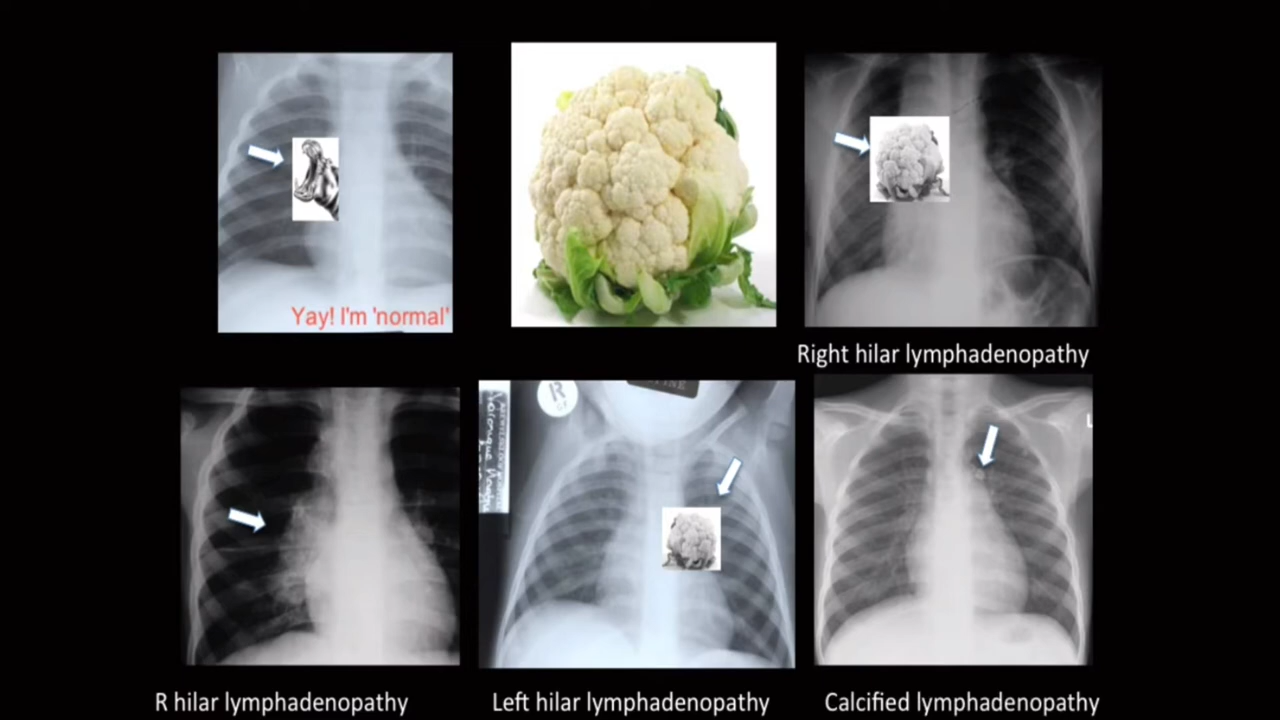 Yay! I'm 'normal'
Right hilar lymphadenopathy
R
L
R hilar lymphadenopathy
Left hilar lymphadenopathy
Calcified lymphadenopathy